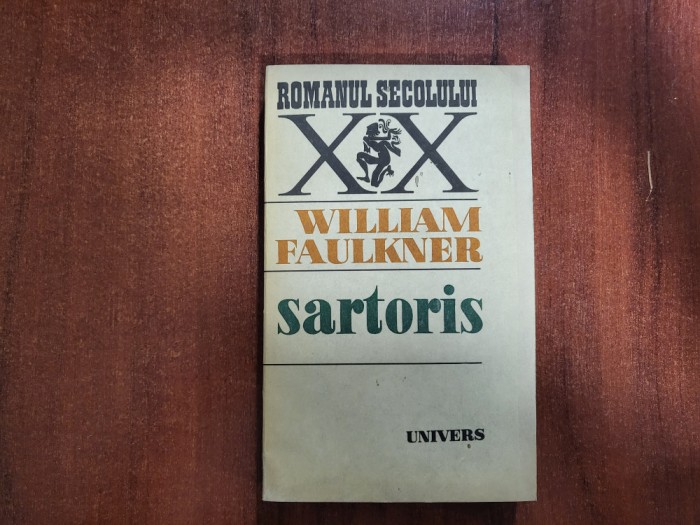 ROMANUL SECOLULUI
XX
WILLIAM
FAULKNER
sartoris
UNIVERS